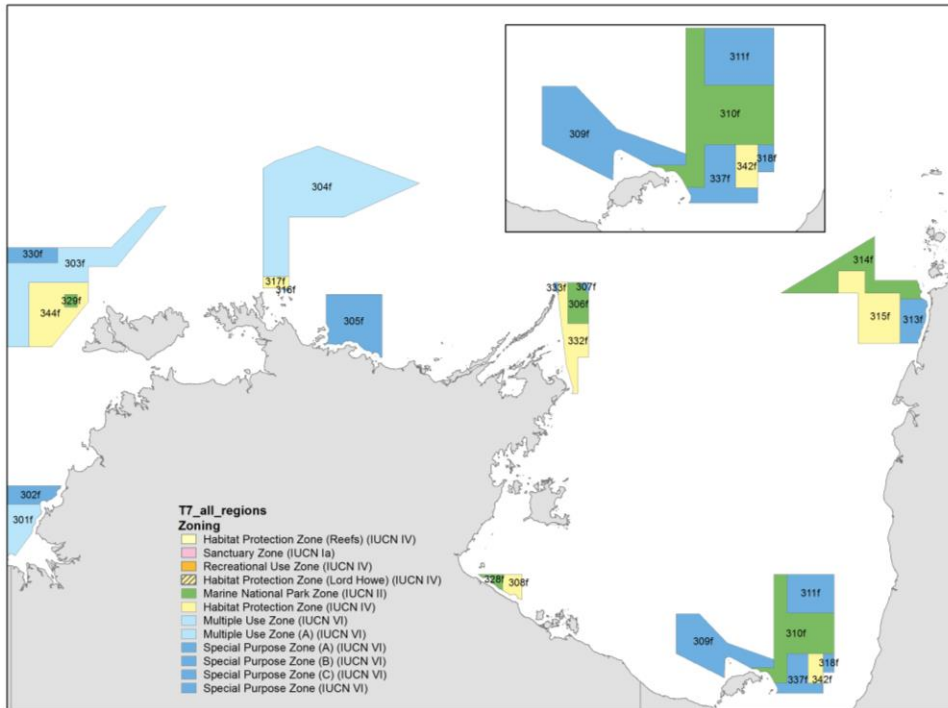 311f
310f
309f
342f
318f
337f
304f
330f
303f
317f
316f
329f
344f
305f
333f
307f
306f
332f
314f
315f
313f
302f
301f
T7_all_regions
Zoning
Habitat Protection Zone (Reefs) (IUCN IV)
Sanctuary Zone (IUCN Ia)
Recreational Use Zone (IUCN IV)
Habitat Protection Zone (Lord Howe) (IUCN IV)
Marine National Park Zone (IUCN II)
Habitat Protection Zone (IUCN IV)
Multiple Use Zone (IUCN VI)
Multiple Use Zone (A) (IUCN VI)
Special Purpose Zone (A) (IUCN VI)
Special Purpose Zone (B) (IUCN VI)
Special Purpose Zone (C) (IUCN VI)
Special Purpose Zone (IUCN VI)
328f
308f
311f
310f
309f
318f
337f
342f